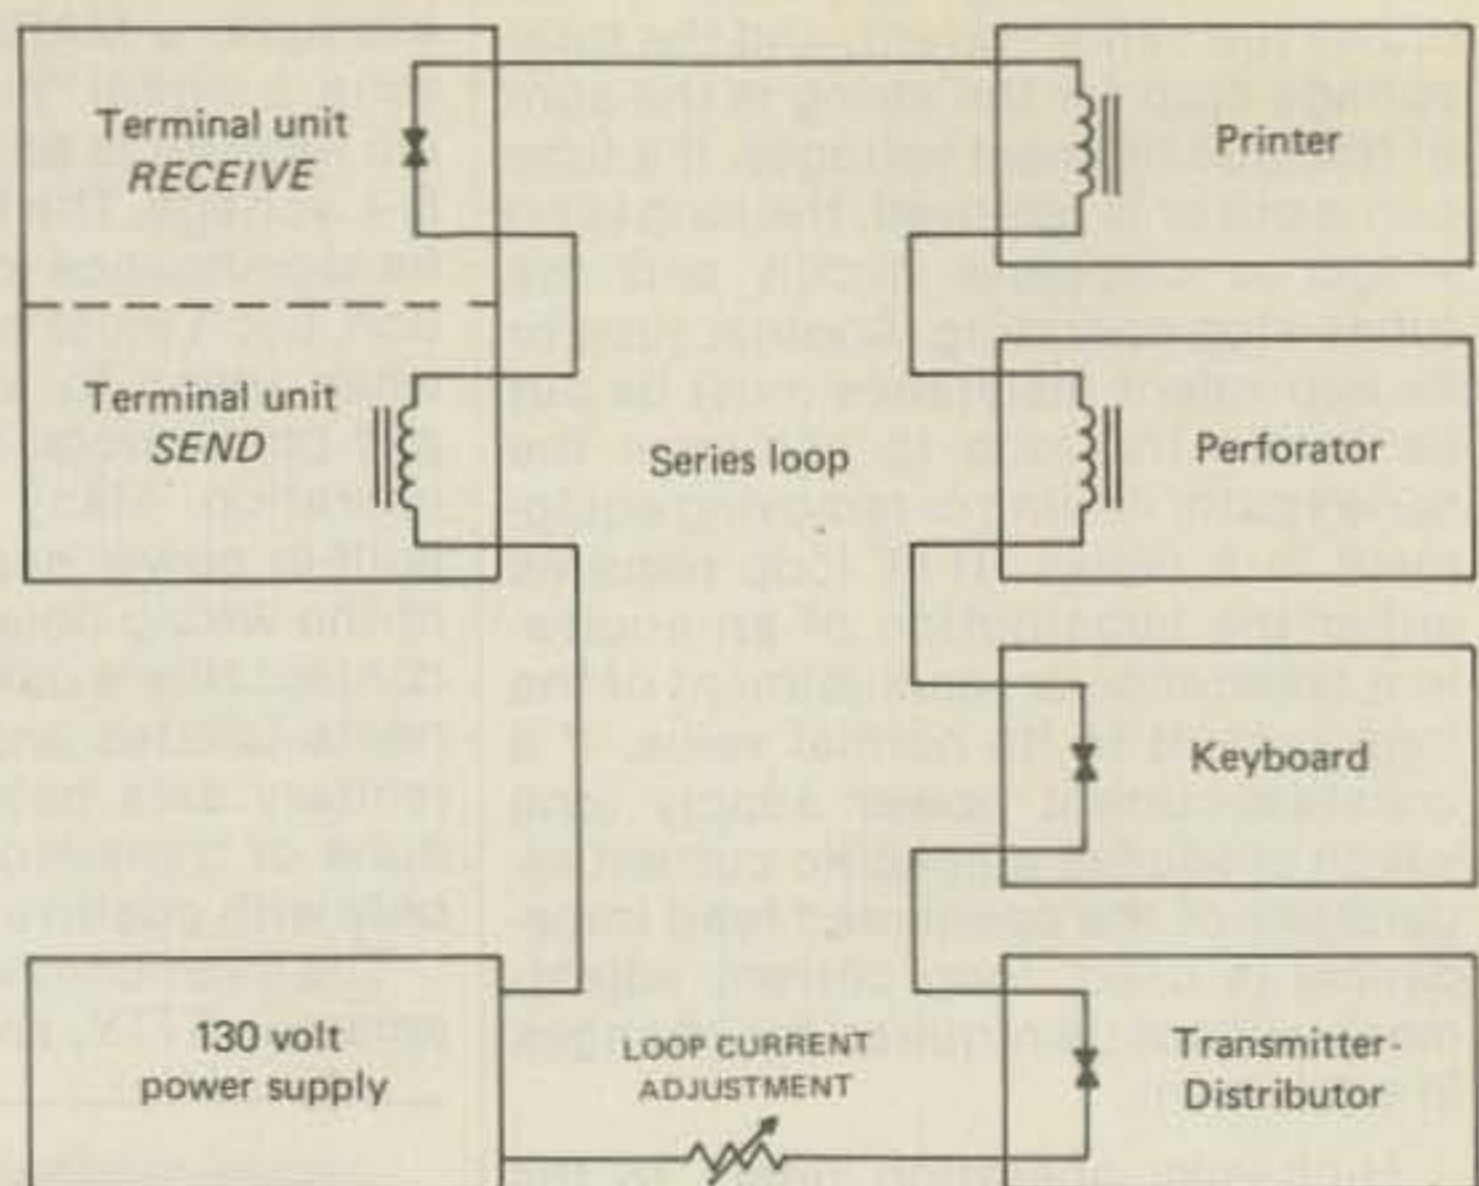 Terminal unit
RECEIVE
Printer
Terminal unit
SEND
Series loop
Perforator
Keyboard
130 volt
power supply
LOOP CURRENT
ADJUSTMENT
Transmitter-
Distributor